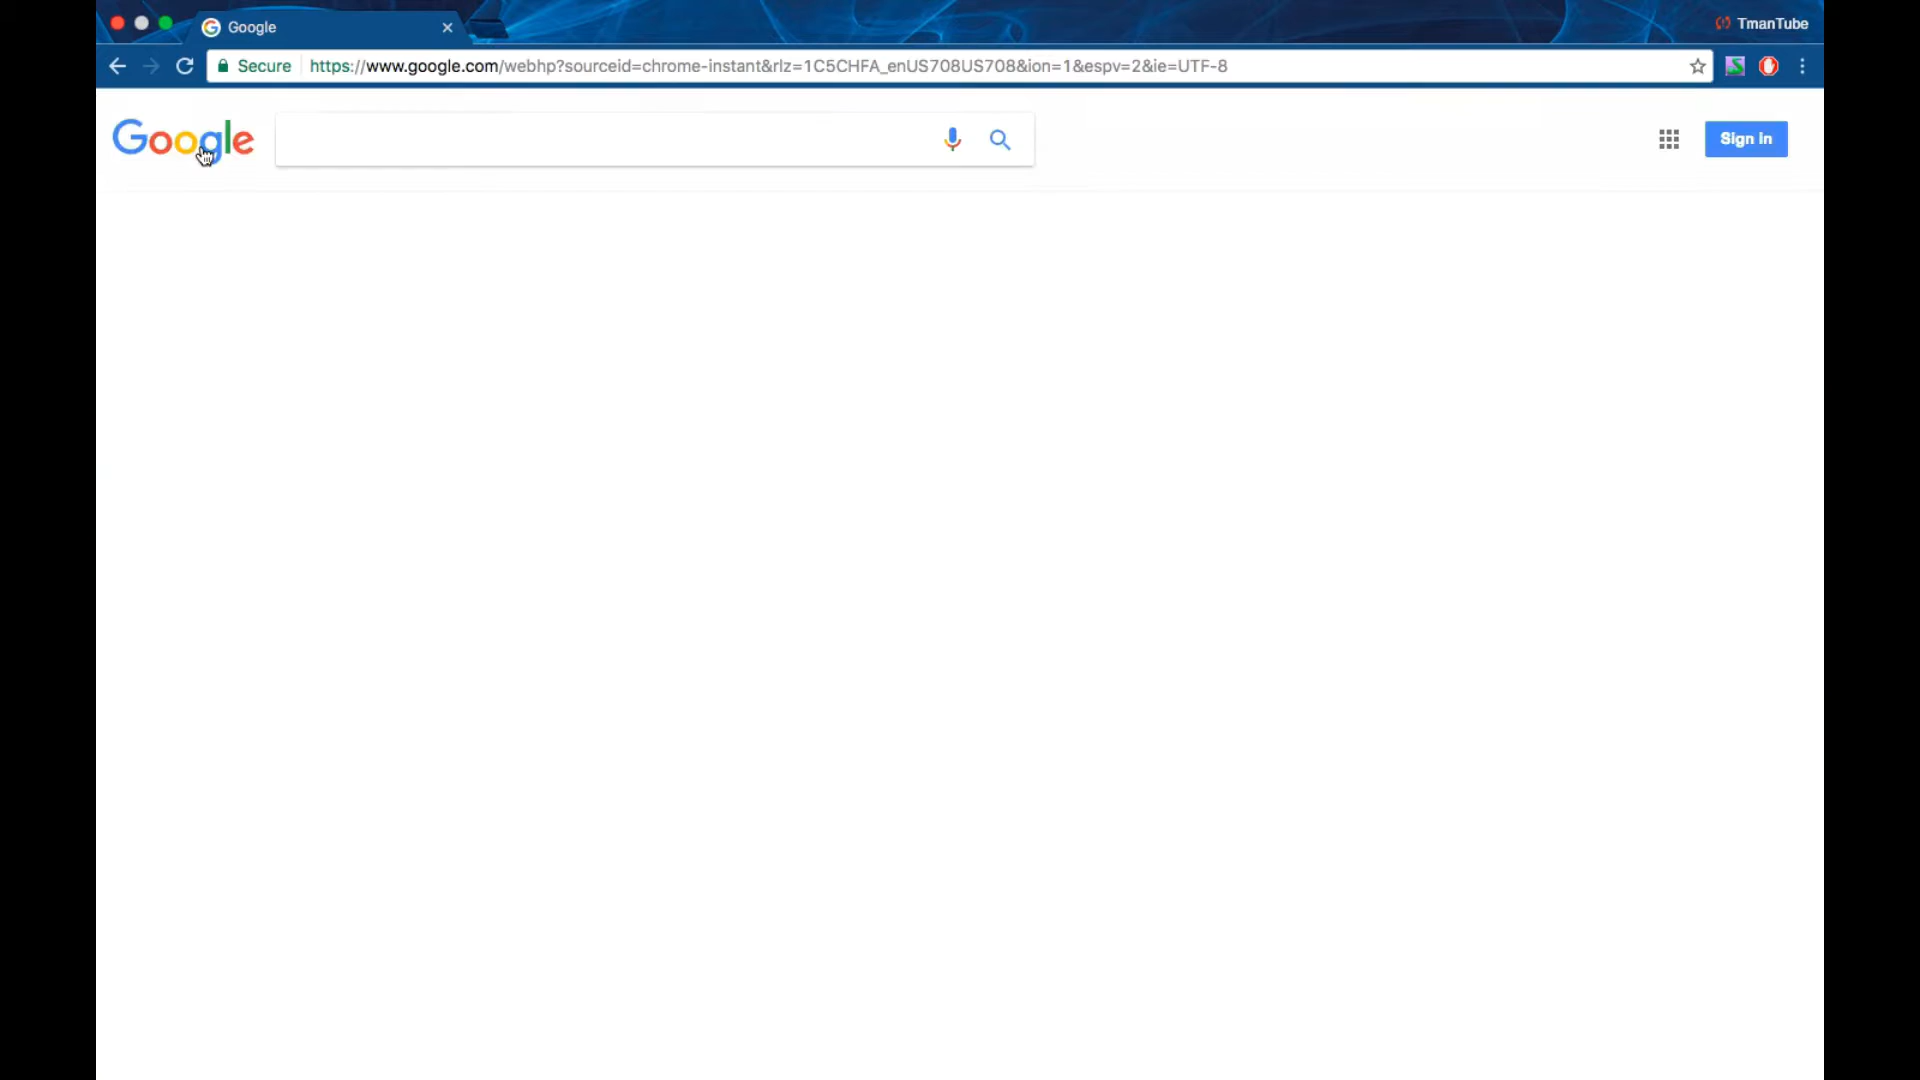 Google
TmanTube
Secure
https://www.google.com/webhp?sourceid=chrome-instant&rlz=1C5CHFA_enUS708US708&ion=1&espv=2&ie=UTF-8
Google
Sign in